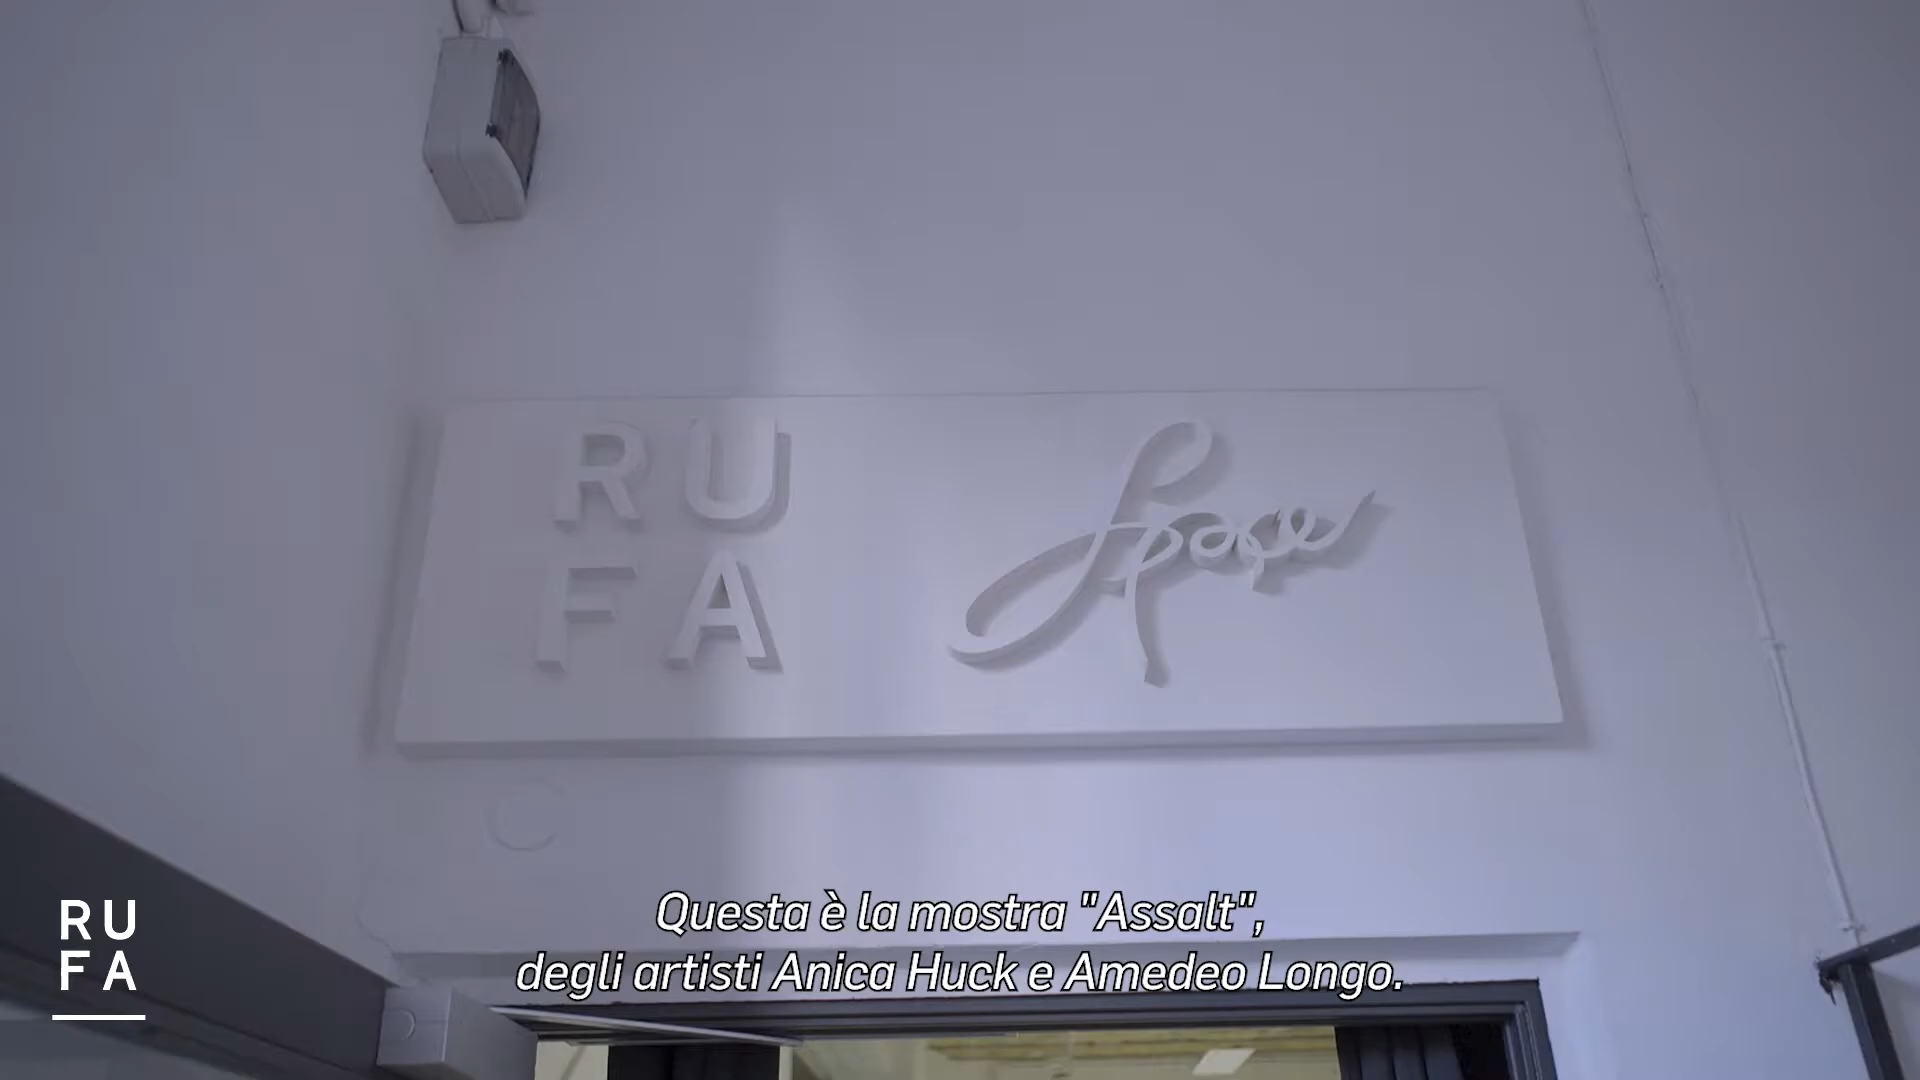 RU
FA
Space
Questa è la mostra "Assalt",
degli artisti Anica Huck e Amedeo Longo.
RU
FA